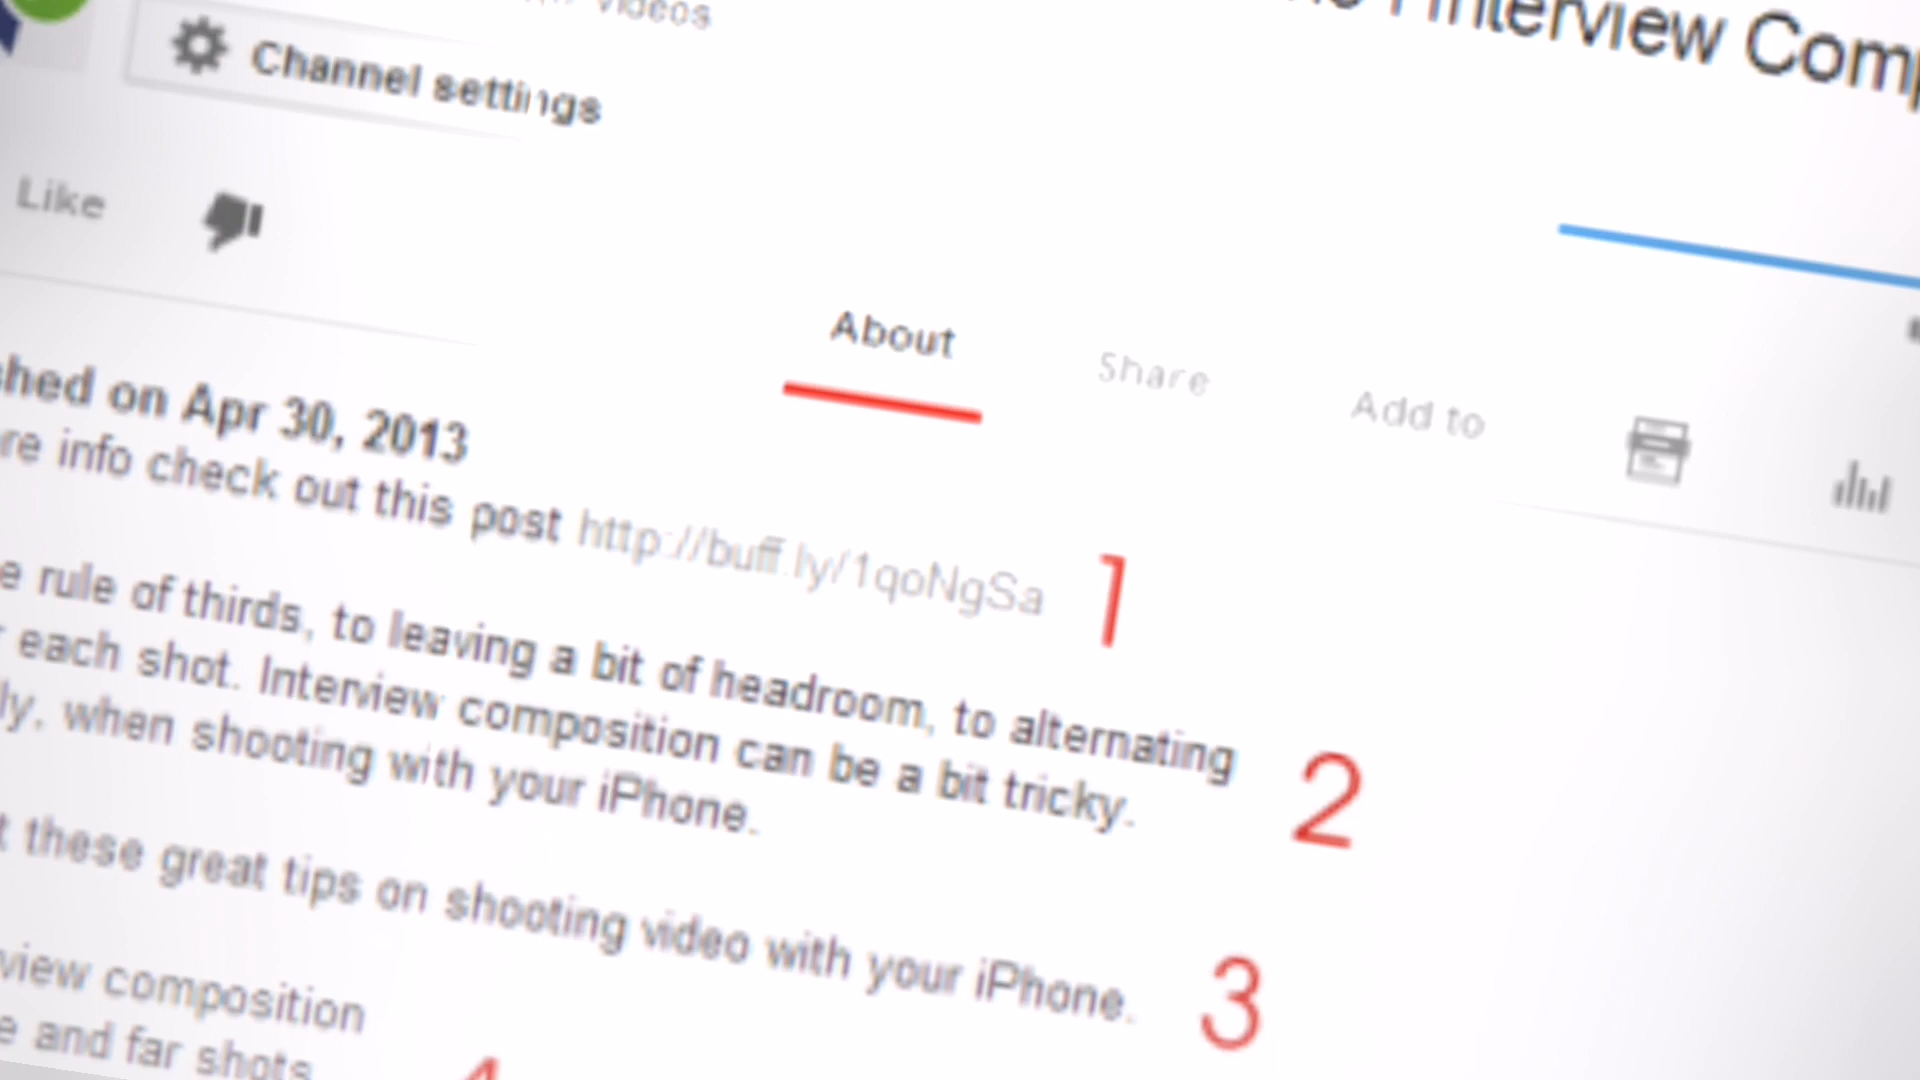 videos
Interview Comp
Channel settings
Like
About
Share
Add to
shed on Apr 30, 2013
re info check out this post http://buff.ly/1qoNgSa
1
e rule of thirds, to leaving a bit of headroom, to alternating
r each shot. Interview composition can be a bit tricky.
2
ly, when shooting with your iPhone.
t these great tips on shooting video with your iPhone.
3
view composition
e and far shots
4